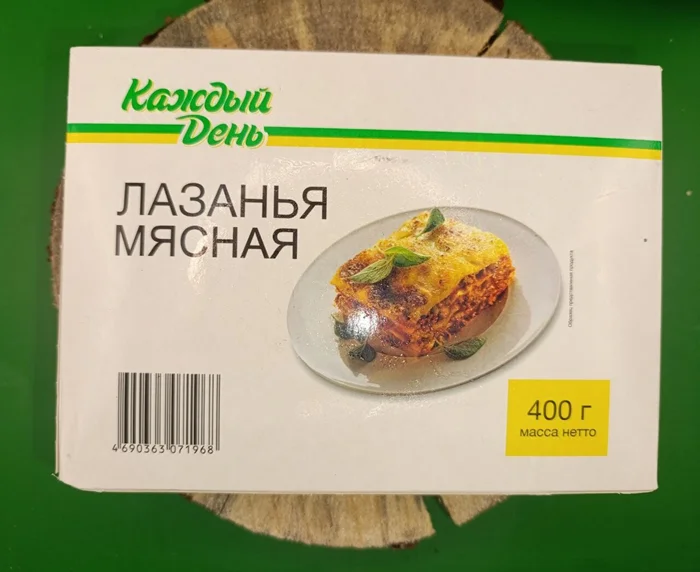 Каждый
День
ЛАЗАНЬЯ
МЯСНАЯ
400 г
масса нетто
4 690363 071968